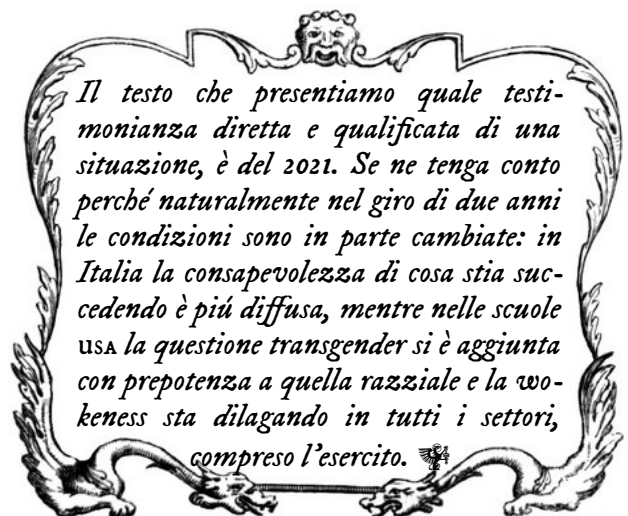 Il testo che presentiamo quale testi-
monianza diretta e qualificata di una
situazione, è del 2021. Se ne tenga conto
perché naturalmente nel giro di due anni
le condizioni sono in parte cambiate: in
Italia la consapevolezza di cosa stia suc-
cedendo è piú diffusa, mentre nelle scuole
USA la questione transgender si è aggiunta
con prepotenza a quella razziale e la wo-
keness sta dilagando in tutti i settori,
compreso l’esercito.